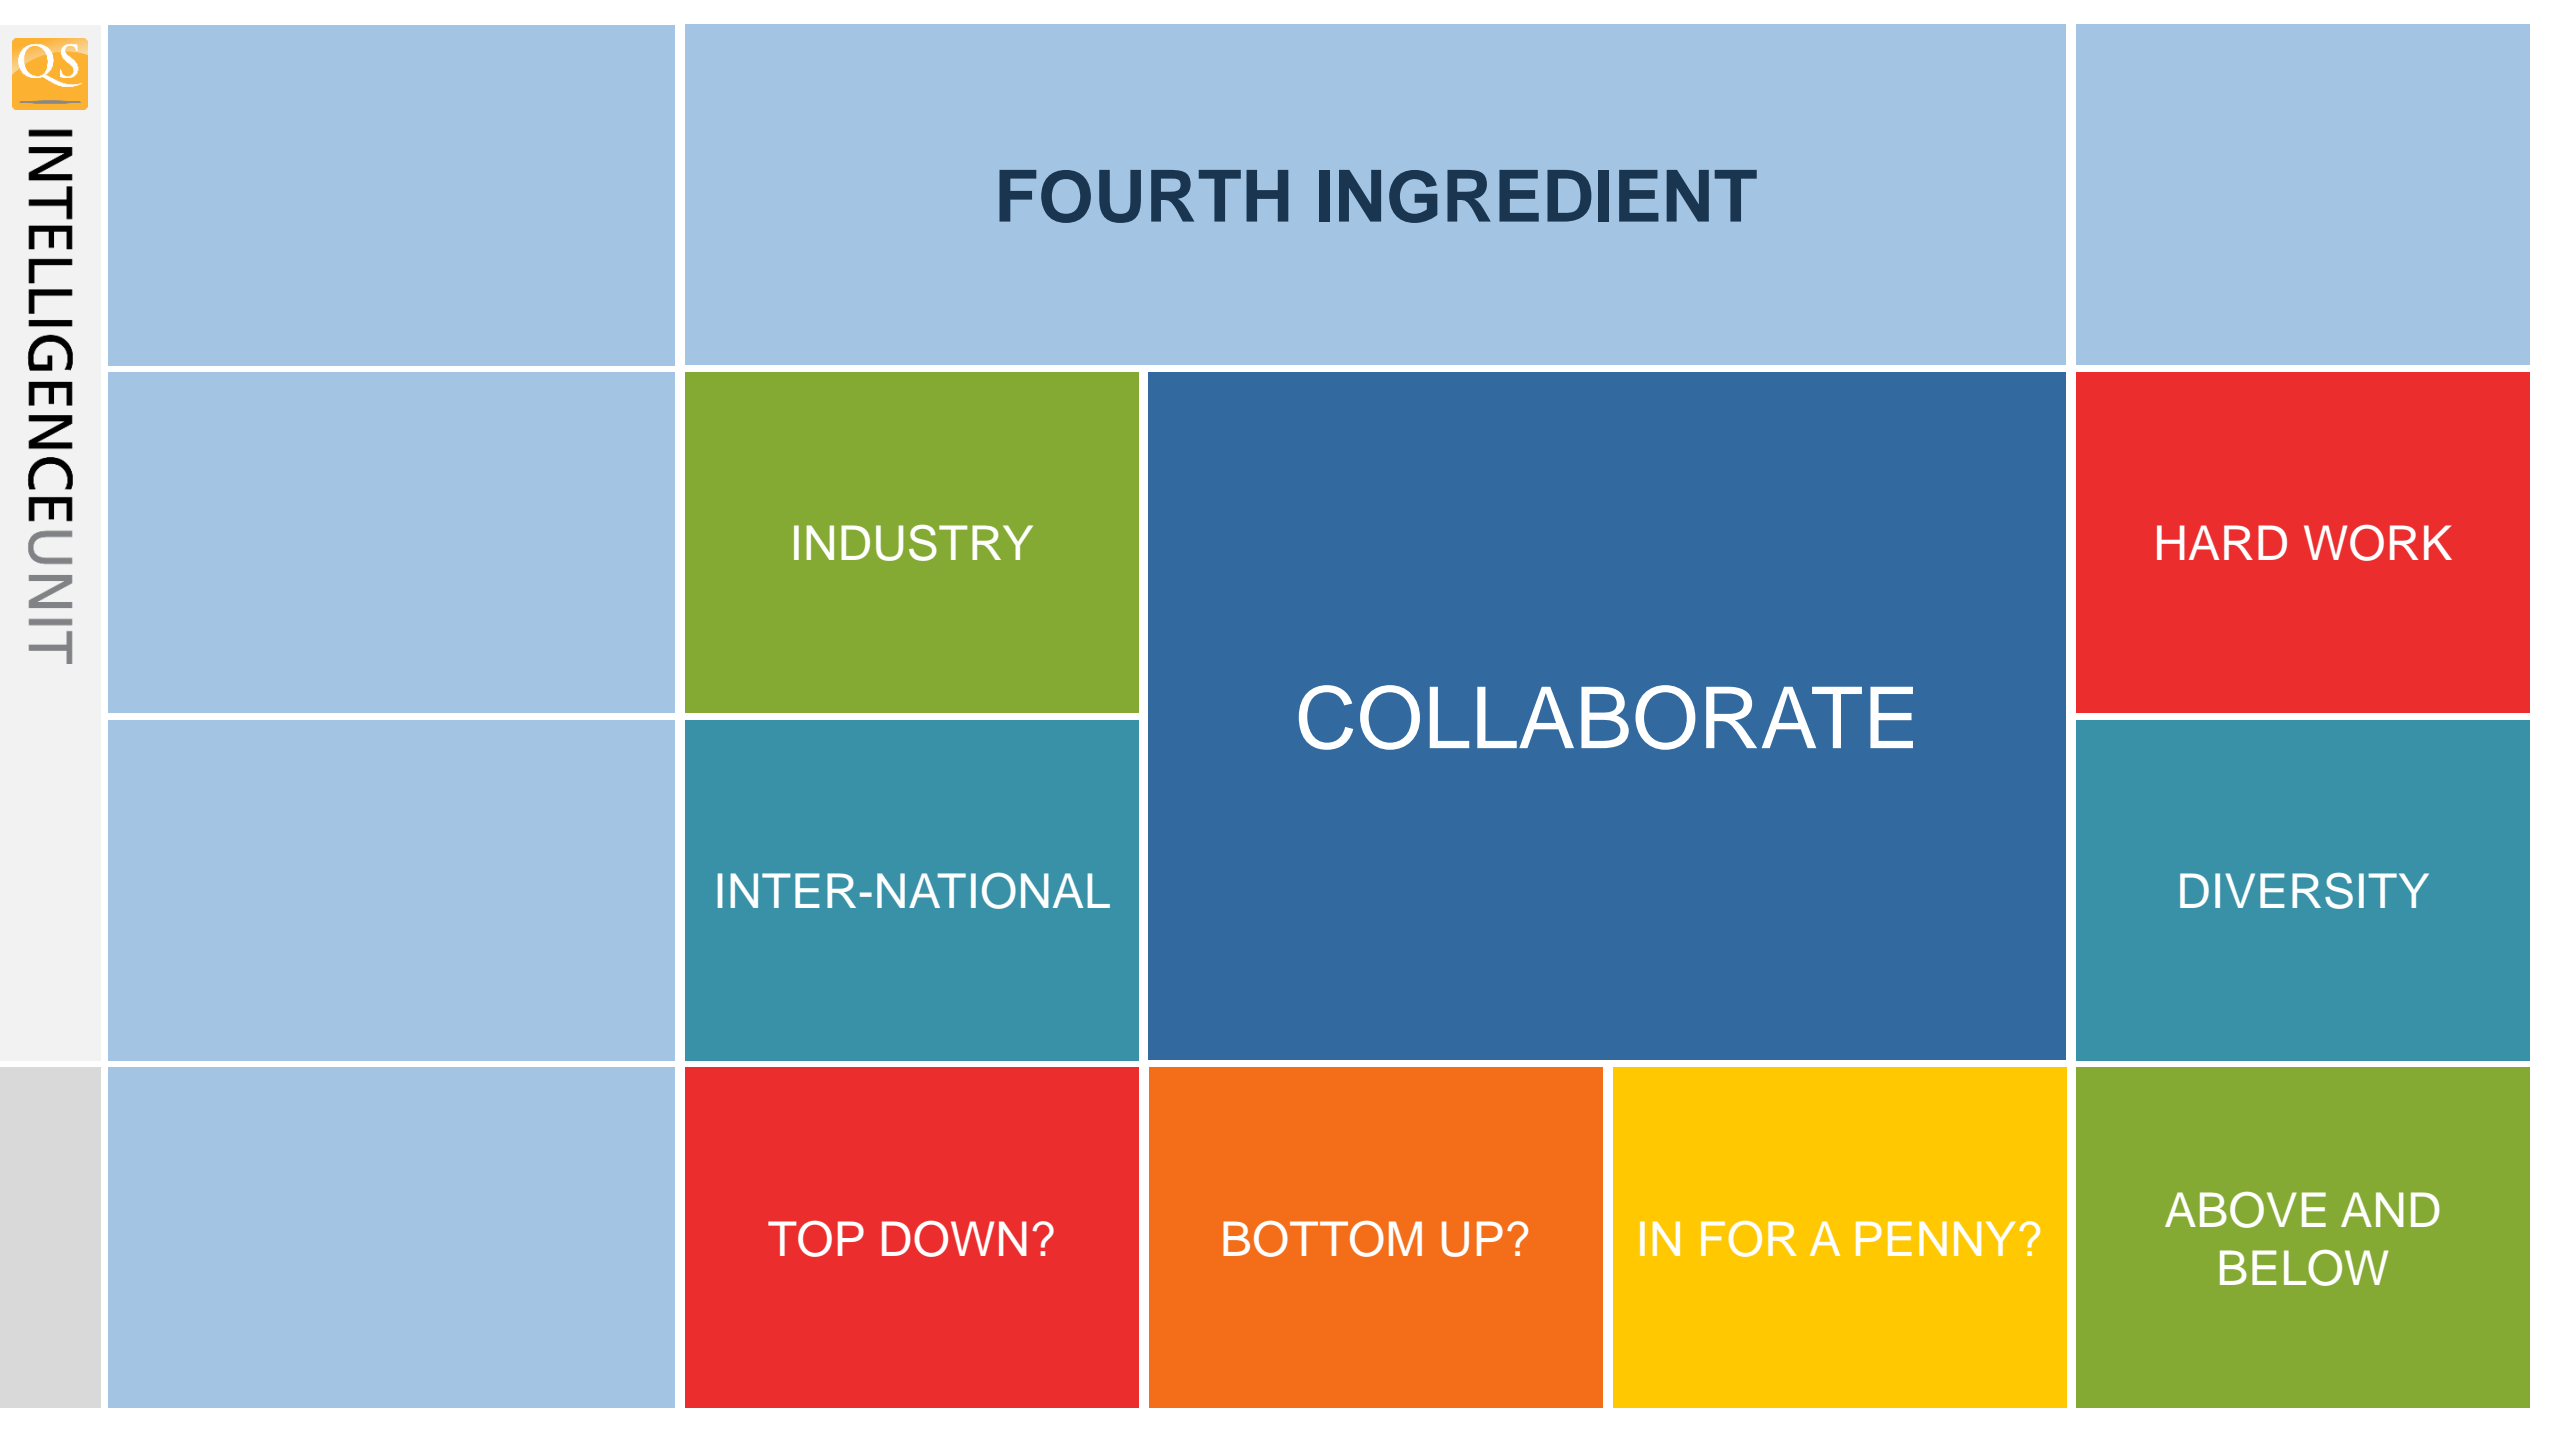 QS
INTELLIGENCEUNIT
FOURTH INGREDIENT
INDUSTRY
COLLABORATE
HARD WORK
INTER-NATIONAL
DIVERSITY
TOP DOWN?
BOTTOM UP?
IN FOR A PENNY?
ABOVE AND
BELOW